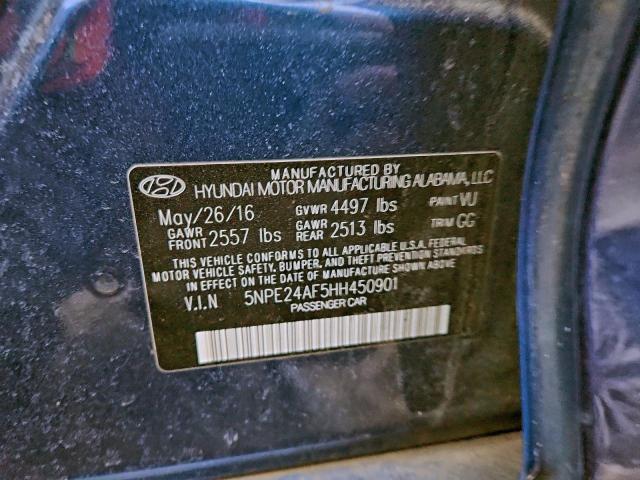 MANUFACTURED BY
HYUNDAI MOTOR MANUFACTURING ALABAMA, LLC
May/26/16 GVWR 4497 lbs PAINT VU
GAWR FRONT 2557 lbs GAWR REAR 2513 lbs TRIM GG
THIS VEHICLE CONFORMS TO ALL APPLICABLE U.S.A. FEDERAL
MOTOR VEHICLE SAFETY, BUMPER, AND THEFT PREVENTION STANDARDS
IN EFFECT ON THE DATE OF MANUFACTURE SHOWN ABOVE.
V.I.N 5NPE24AF5HH450901
PASSENGER CAR